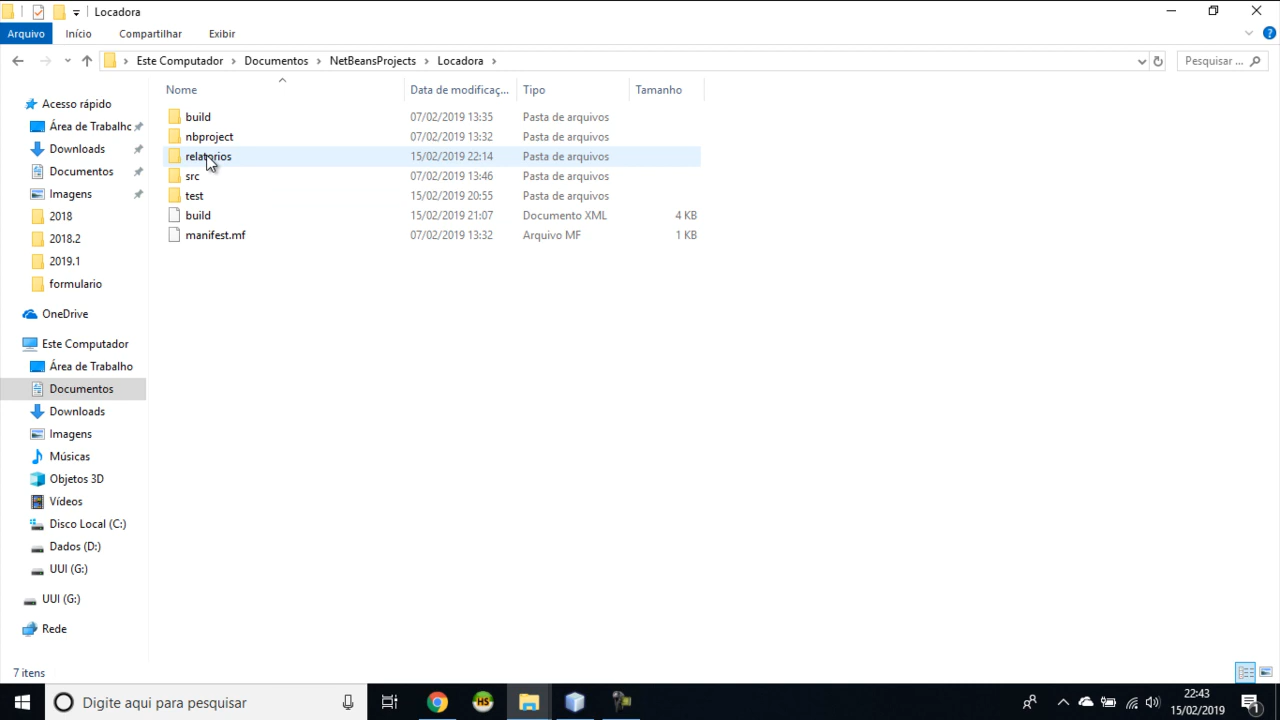 Locadora
Arquivo Início Compartilhar Exibir
Este Computador Documentos NetBeansProjects Locadora Pesquisar ...
Nome Data de modificaç... Tipo Tamanho
build 07/02/2019 13:35 Pasta de arquivos
nbproject 07/02/2019 13:32 Pasta de arquivos
relatorios 15/02/2019 22:14 Pasta de arquivos
src 07/02/2019 13:46 Pasta de arquivos
test 15/02/2019 20:55 Pasta de arquivos
build 15/02/2019 21:07 Documento XML 4 KB
manifest.mf 07/02/2019 13:32 Arquivo MF 1 KB
Acesso rápido
Área de Trabalho
Downloads
Documentos
Imagens
2018
2018.2
2019.1
formulario
OneDrive
Este Computador
Área de Trabalho
Documentos
Downloads
Imagens
Músicas
Objetos 3D
Vídeos
Disco Local (C:)
Dados (D:)
UUI (G:)
UUI (G:)
Rede
7 itens
Digite aqui para pesquisar
HS
22:43
15/02/2019
1